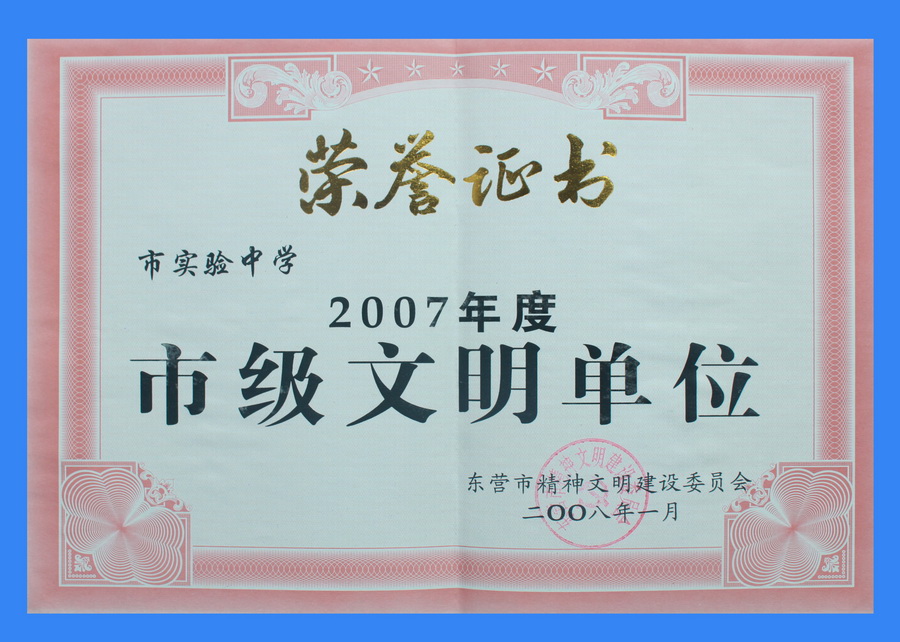 荣誉证书
市实验中学
2007年度
市级文明单位
东营市精神文明建设委员会
二〇〇八年一月